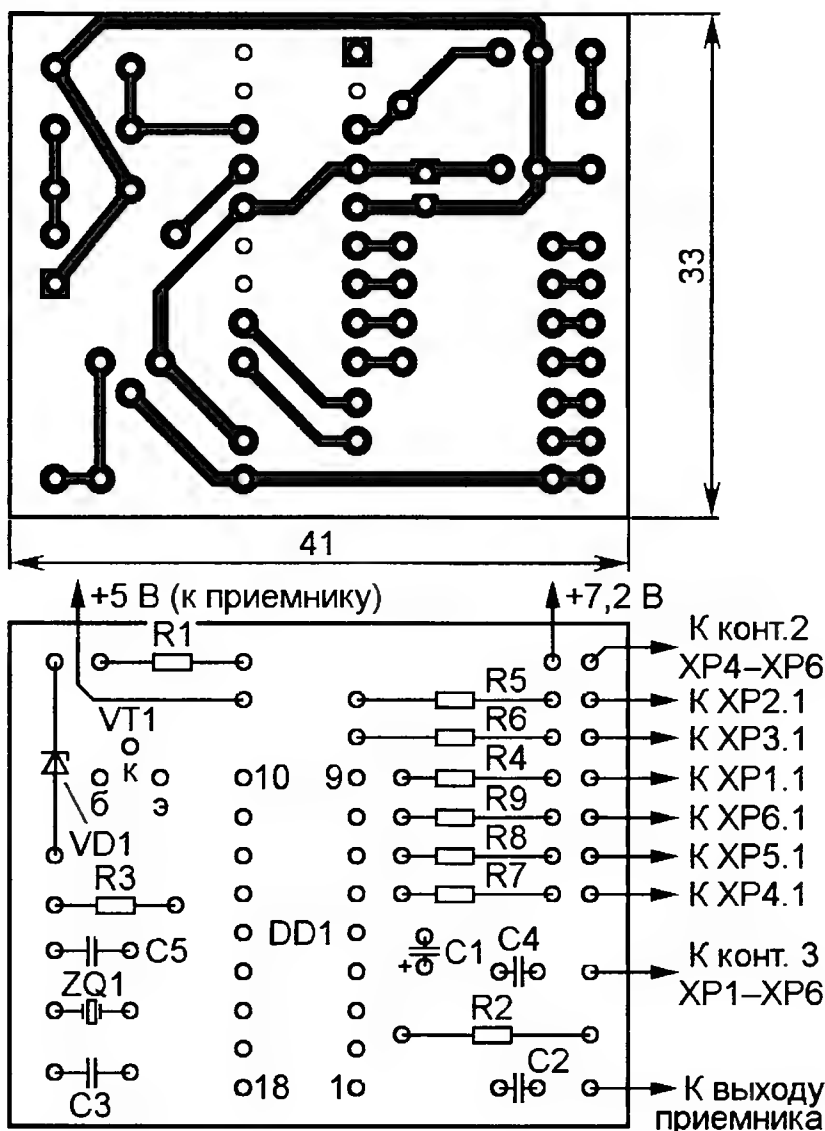 33
41
+5 В (к приемнику)
+7,2 В
R1
К конт.2
XP4–XP6
R5
К XP2.1
VT1
R6
К XP3.1
к
R4
б
э
10
9
К XP1.1
R9
К XP6.1
VD1
R8
К XP5.1
R3
R7
К XP4.1
DD1
C5
+
C1
C4
К конт. 3
XP1–XP6
ZQ1
R2
C3
18
1
C2
К выходу
приемника